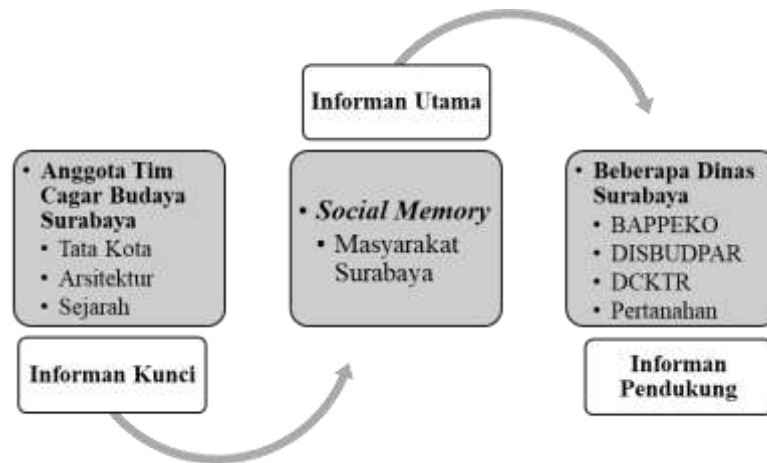 • Anggota Tim
Cagar Budaya
Surabaya
• Tata Kota
• Arsitektur
• Sejarah
Informan Kunci
Informan Utama
• Social Memory
• Masyarakat
Surabaya
• Beberapa Dinas
Surabaya
• BAPPEKO
• DISBUDPAR
• DCKTR
• Pertanahan
Informan
Pendukung